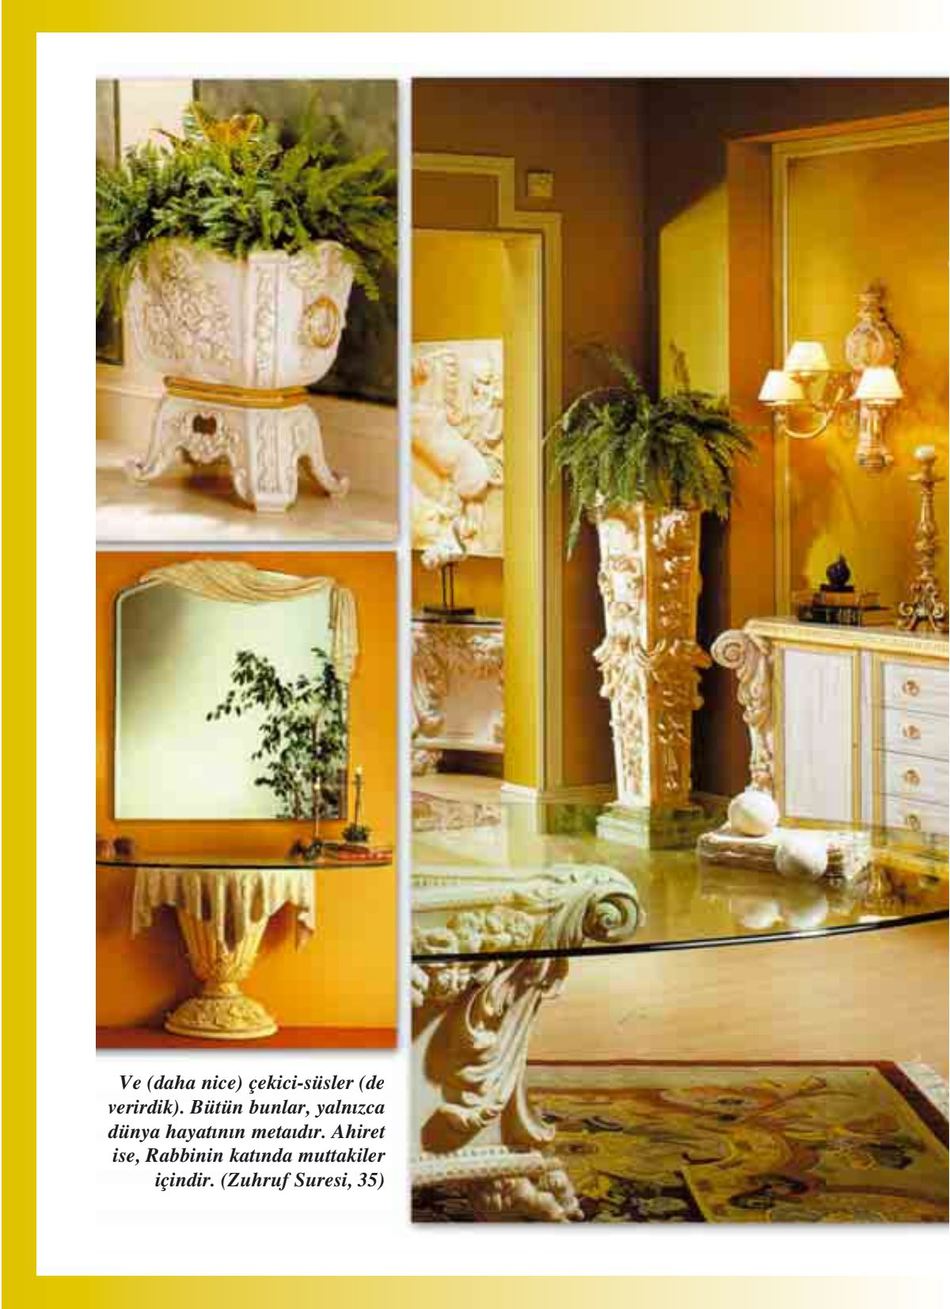 Ve (daha nice) çekici-süsler (de
verirdik). Bütün bunlar, yalnızca
dünya hayatının metaıdır. Ahiret
ise, Rabbinin katında muttakiler
içindir. (Zuhruf Suresi, 35)